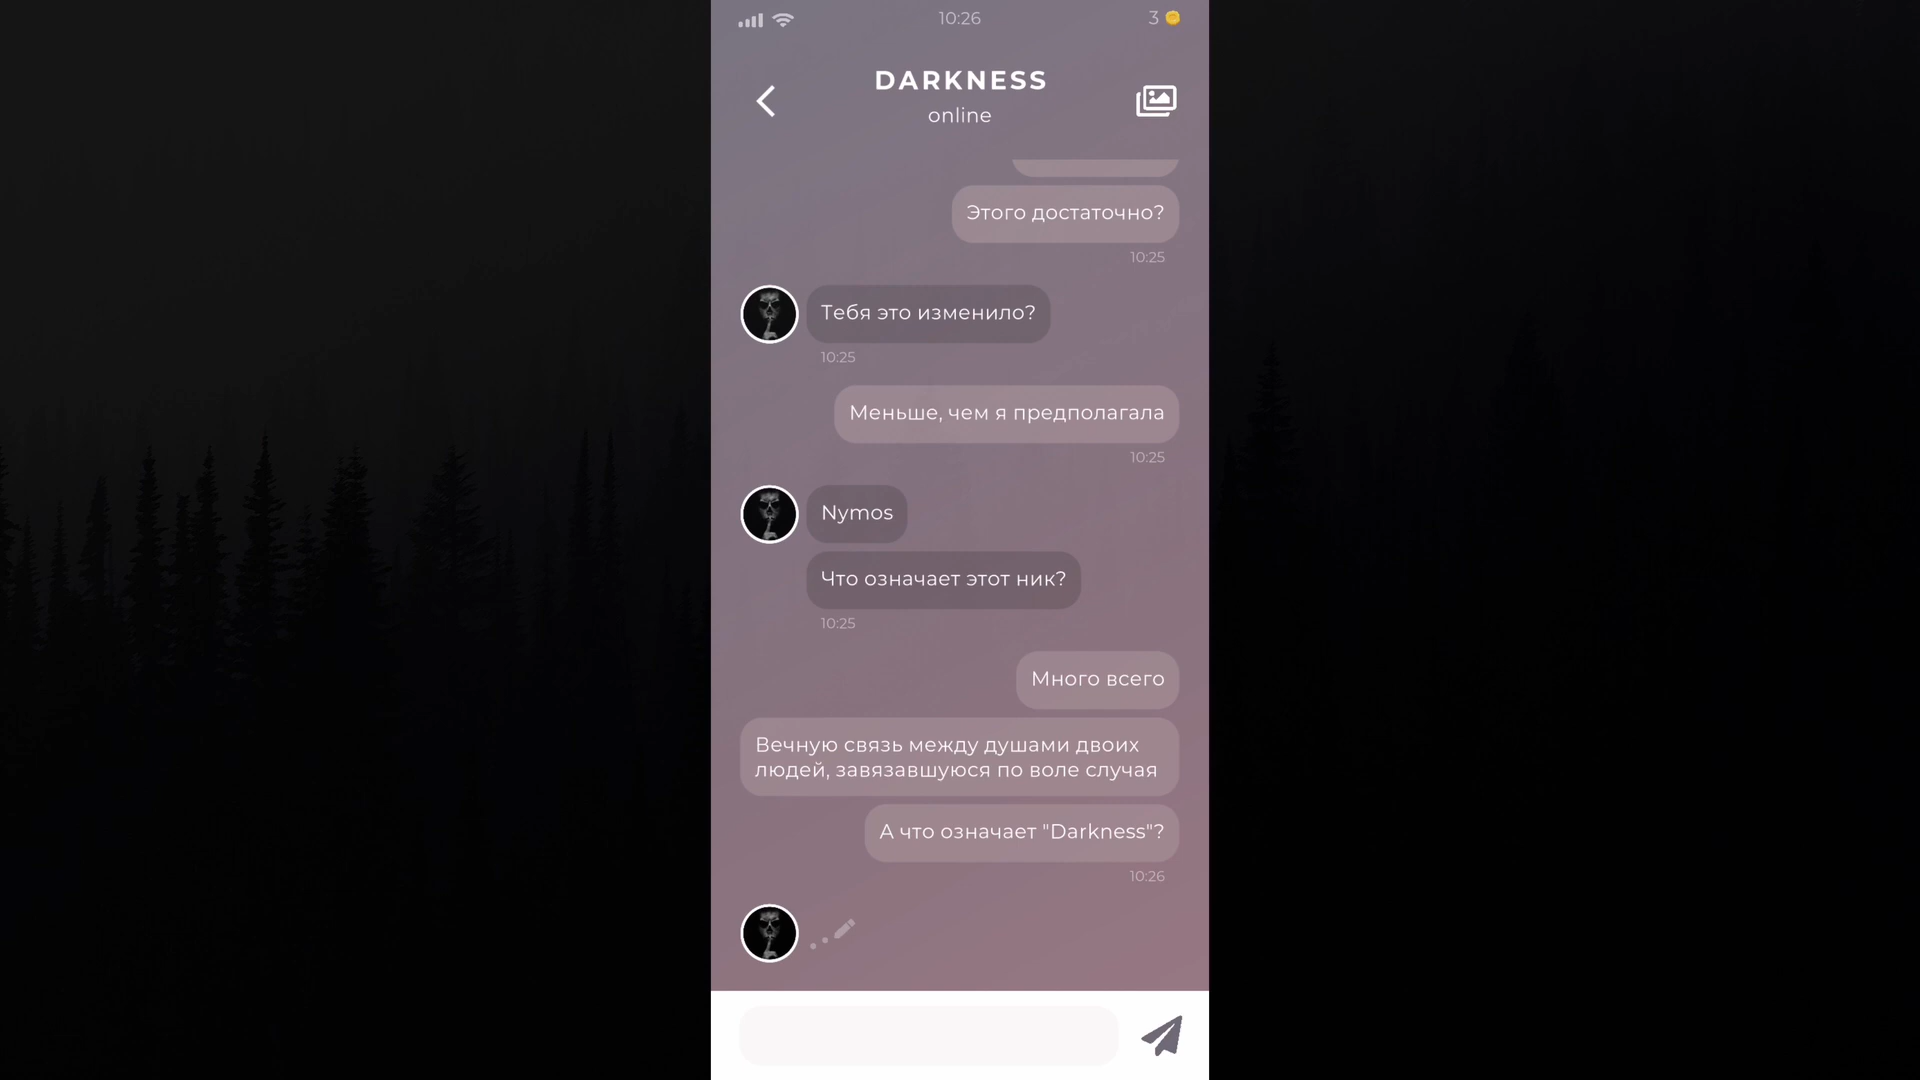 10:26
3
DARKNESS
online
Этого достаточно?
10:25
Тебя это изменило?
10:25
Меньше, чем я предполагала
10:25
Nymos
Что означает этот ник?
10:25
Много всего
Вечную связь между душами двоих
людей, завязавшуюся по воле случая
А что означает "Darkness"?
10:26